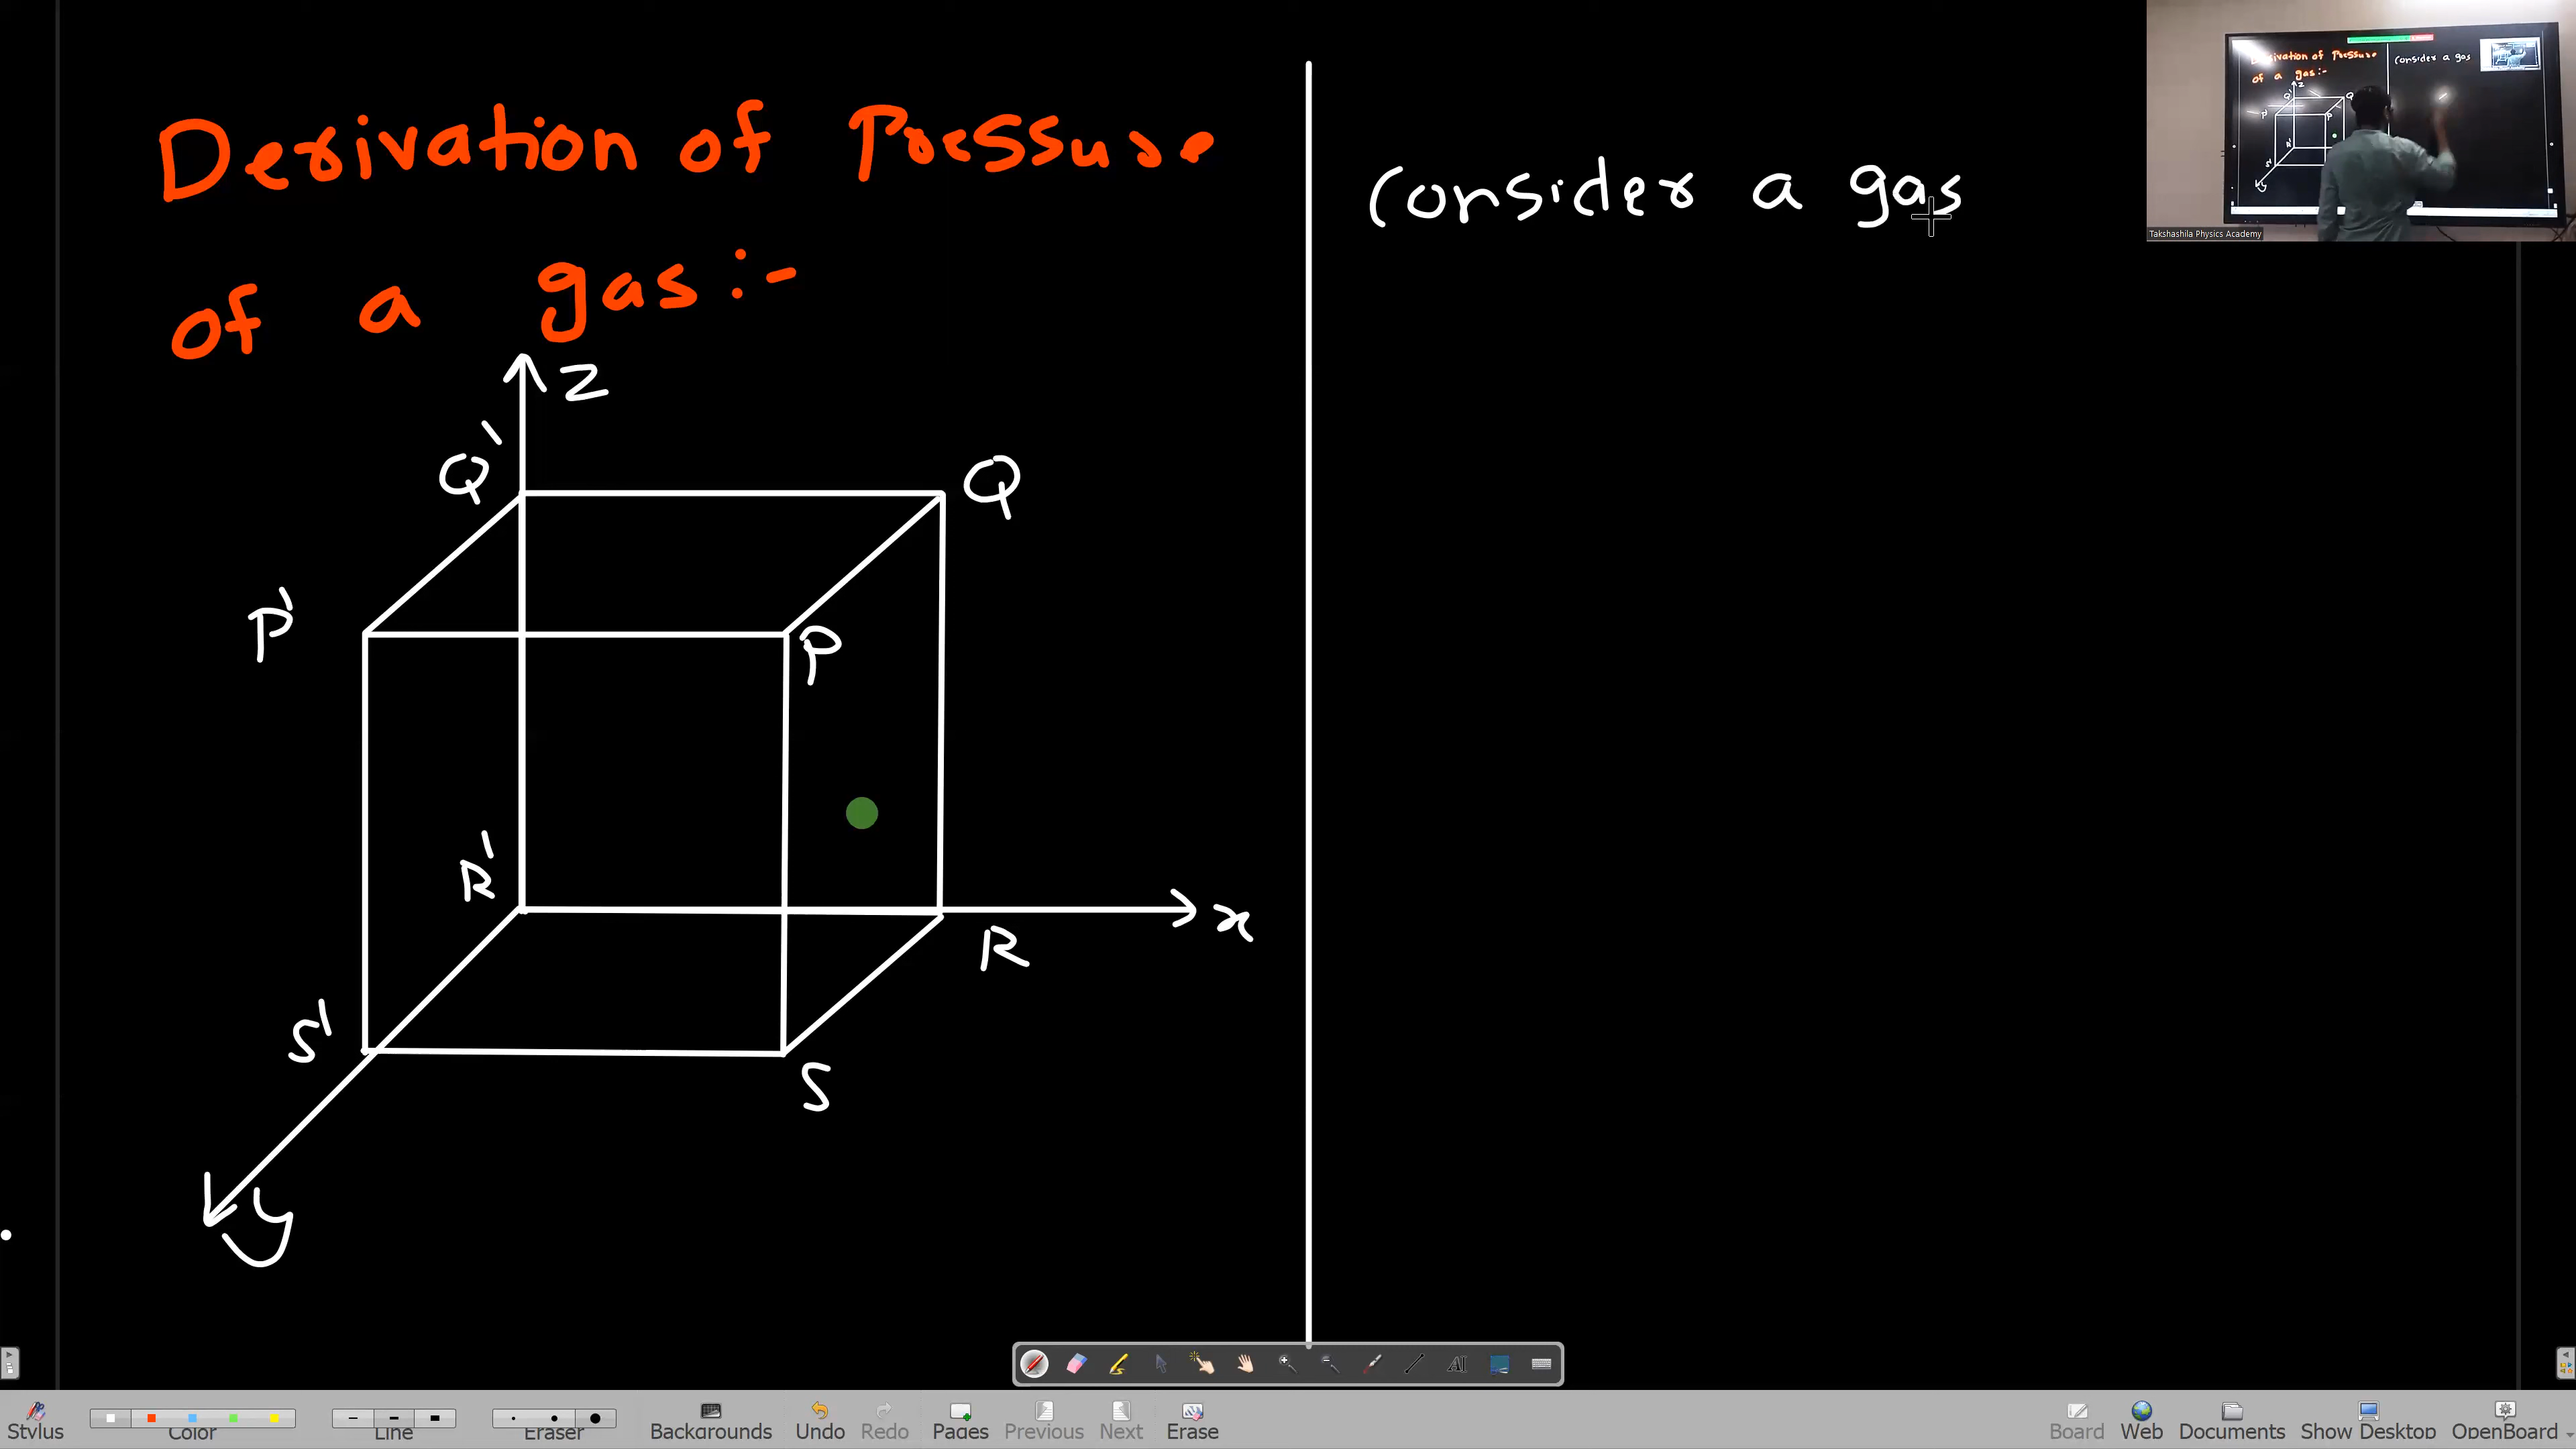 Derivation of Pressure
of a gas:-
Z
Q'
Q
P'
P
R'
x
R
S'
S
y
Consider a gas
Takshashila Physics Academy
Stylus
Color
Line
Eraser
Backgrounds
Undo
Redo
Pages
Previous
Next
Erase
Board
Web
Documents
Show Desktop
OpenBoard